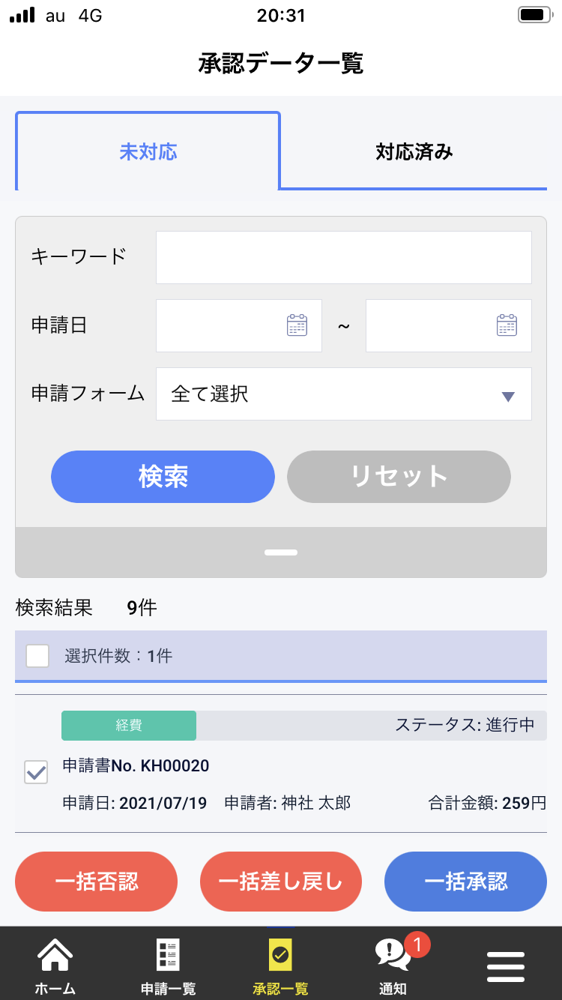 au 4G 20:31
承認データ一覧
未対応 対応済み
キーワード
申請日 ~
申請フォーム 全て選択
検索 リセット
検索結果 9件
選択件数：1件
経費 ステータス: 進行中
申請書No. KH00020
申請日: 2021/07/19 申請者: 神社 太郎 合計金額: 259円
一括否認 一括差し戻し 一括承認
1
ホーム 申請一覧 承認一覧 通知